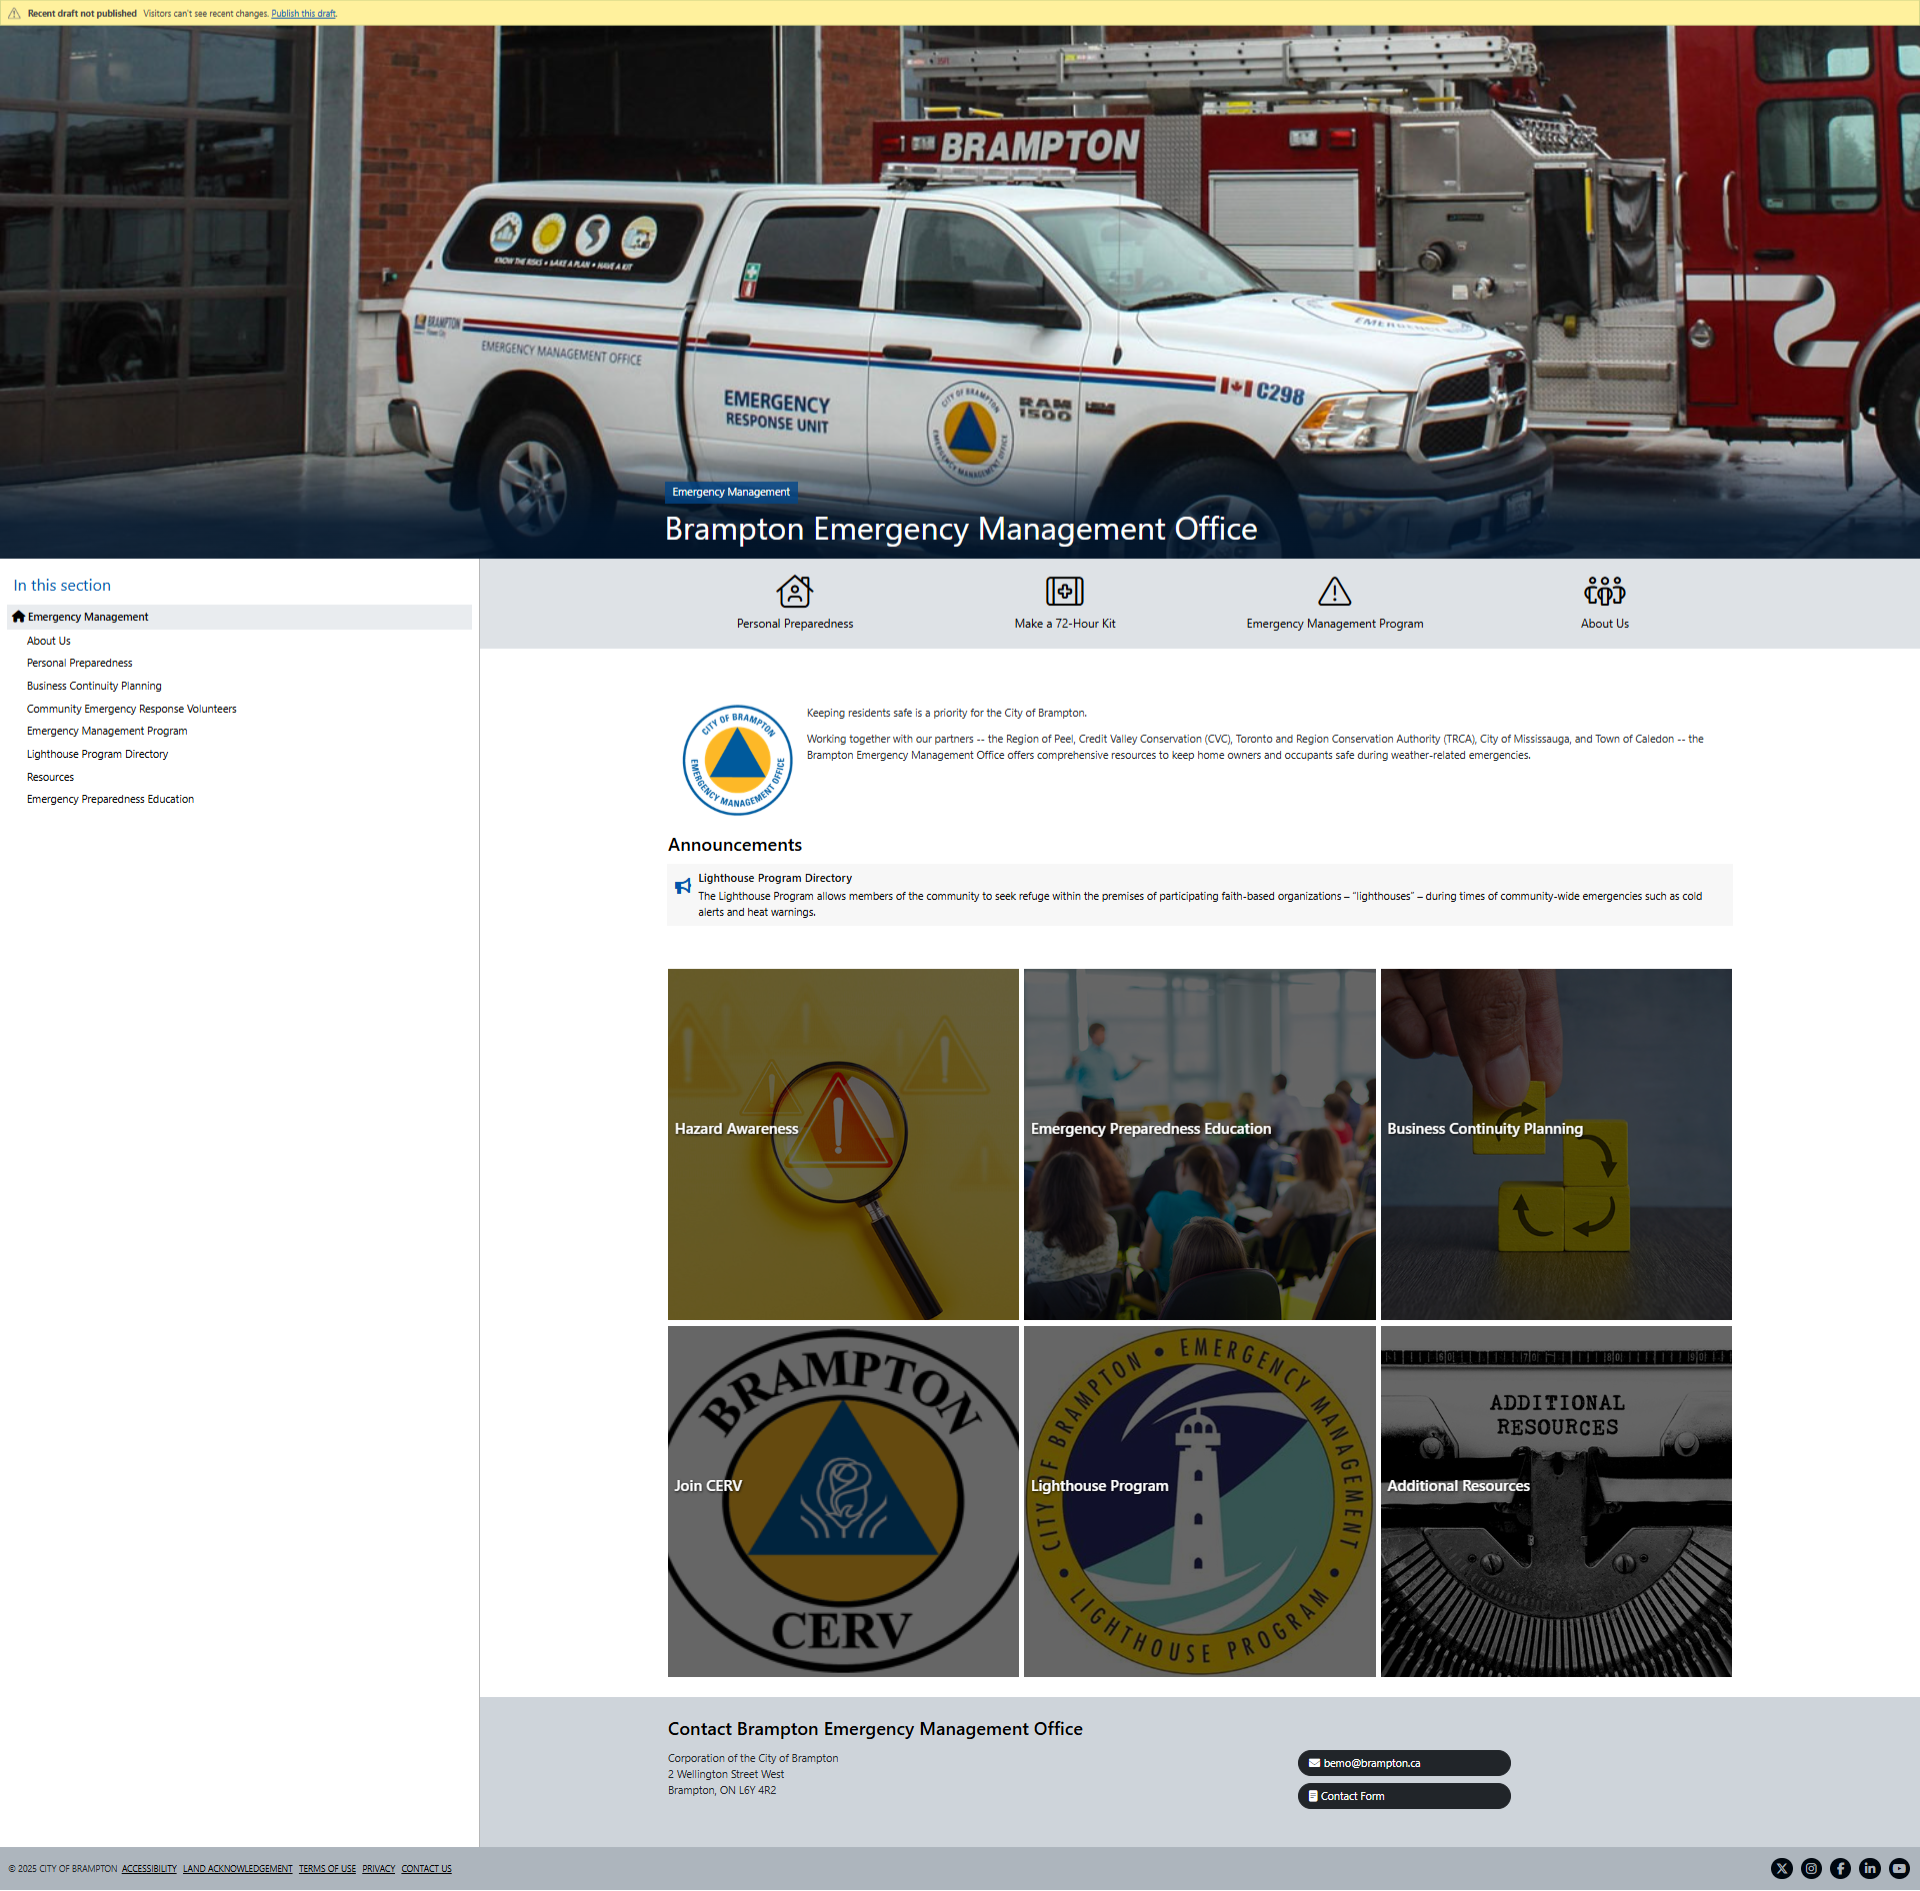 Recent draft not published Visitors can't see recent changes. Publish this draft.
BRAMPTON
KNOW THE RISKS • MAKE A PLAN • HAVE A KIT
BRAMPTON
EMERGENCY MANAGEMENT OFFICE
EMERGENCY
RESPONSE UNIT
CITY OF BRAMPTON
EMERGENCY MANAGEMENT OFFICE
RAM
1500
C298
Emergency Management
Brampton Emergency Management Office
In this section
Emergency Management
About Us
Personal Preparedness
Business Continuity Planning
Community Emergency Response Volunteers
Emergency Management Program
Lighthouse Program Directory
Resources
Emergency Preparedness Education
Personal Preparedness
Make a 72-Hour Kit
Emergency Management Program
About Us
CITY OF BRAMPTON
EMERGENCY MANAGEMENT OFFICE
Keeping residents safe is a priority for the City of Brampton.
Working together with our partners -- the Region of Peel, Credit Valley Conservation (CVC), Toronto and Region Conservation Authority (TRCA), City of Mississauga, and Town of Caledon -- the
Brampton Emergency Management Office offers comprehensive resources to keep home owners and occupants safe during weather-related emergencies.
Announcements
Lighthouse Program Directory
The Lighthouse Program allows members of the community to seek refuge within the premises of participating faith-based organizations – "lighthouses" – during times of community-wide emergencies such as cold
alerts and heat warnings.
Hazard Awareness
Emergency Preparedness Education
Business Continuity Planning
BRAMPTON
CERV
Join CERV
CITY OF BRAMPTON • EMERGENCY MANAGEMENT
• LIGHTHOUSE PROGRAM •
Lighthouse Program
ADDITIONAL
RESOURCES
Additional Resources
Contact Brampton Emergency Management Office
Corporation of the City of Brampton
2 Wellington Street West
Brampton, ON L6Y 4R2
bemo@brampton.ca
Contact Form
© 2025 CITY OF BRAMPTON ACCESSIBILITY LAND ACKNOWLEDGEMENT TERMS OF USE PRIVACY CONTACT US